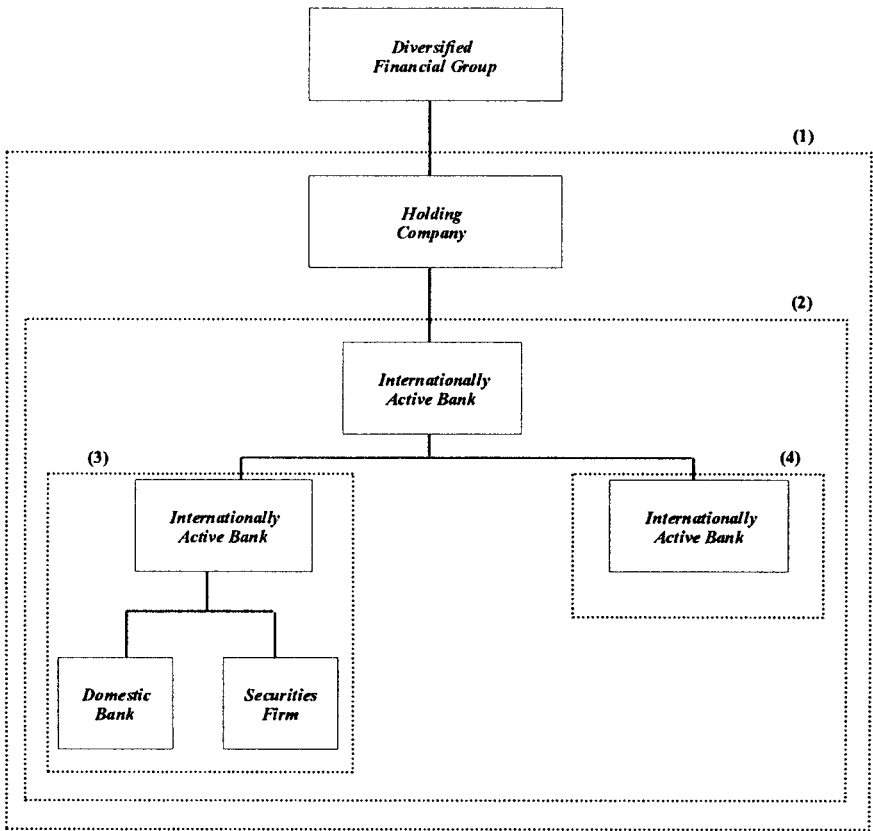 Diversified
Financial Group
(1)
Holding
Company
(2)
Internationally
Active Bank
(3)
(4)
Internationally
Active Bank
Internationally
Active Bank
Domestic
Bank
Securities
Firm